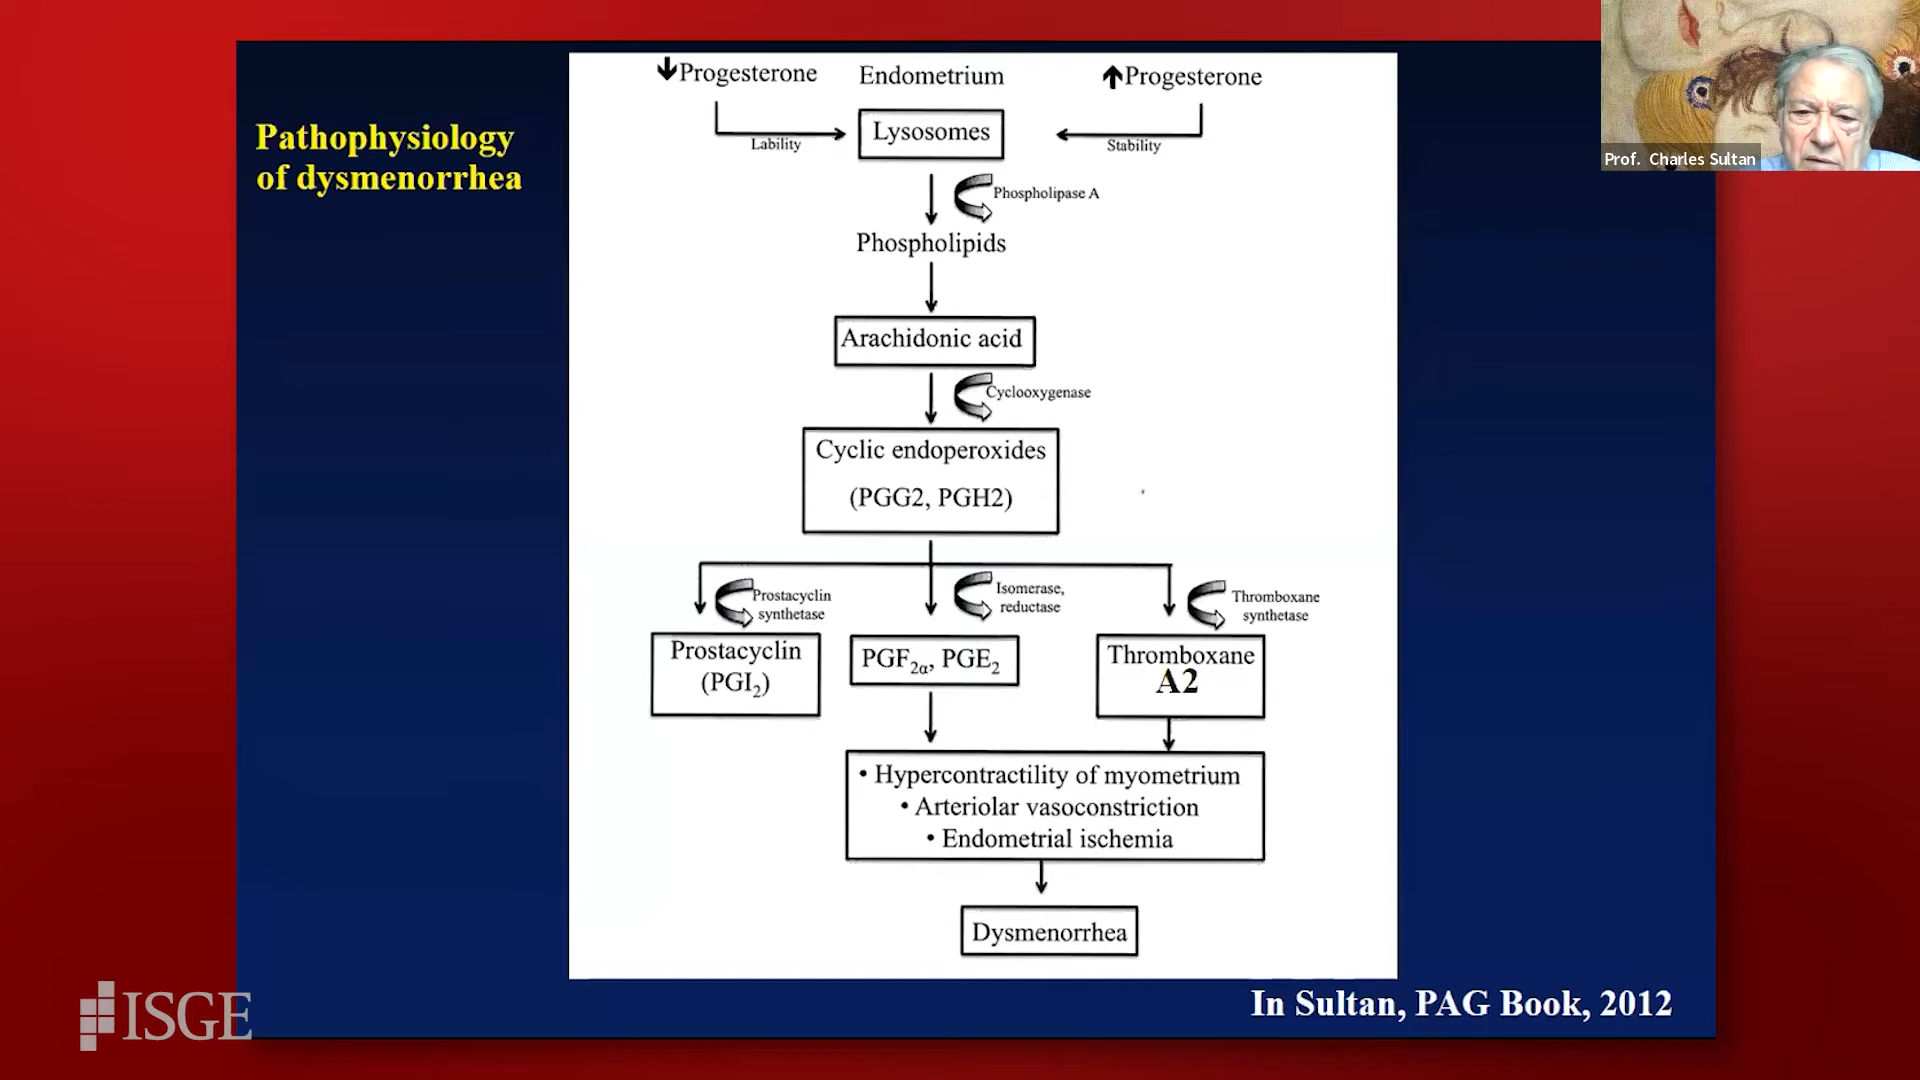 Pathophysiology
of dysmenorrhea
Progesterone
Endometrium
Progesterone
Lysosomes
Lability
Stability
Phospholipase A
Phospholipids
Arachidonic acid
Cyclooxygenase
Cyclic endoperoxides
(PGG2, PGH2)
Prostacyclin
synthetase
Isomerase,
reductase
Thromboxane
synthetase
Prostacyclin
(PGI₂)
PGF₂α, PGE₂
Thromboxane
A2
• Hypercontractility of myometrium
• Arteriolar vasoconstriction
• Endometrial ischemia
Dysmenorrhea
In Sultan, PAG Book, 2012
ISGE
Prof. Charles Sultan